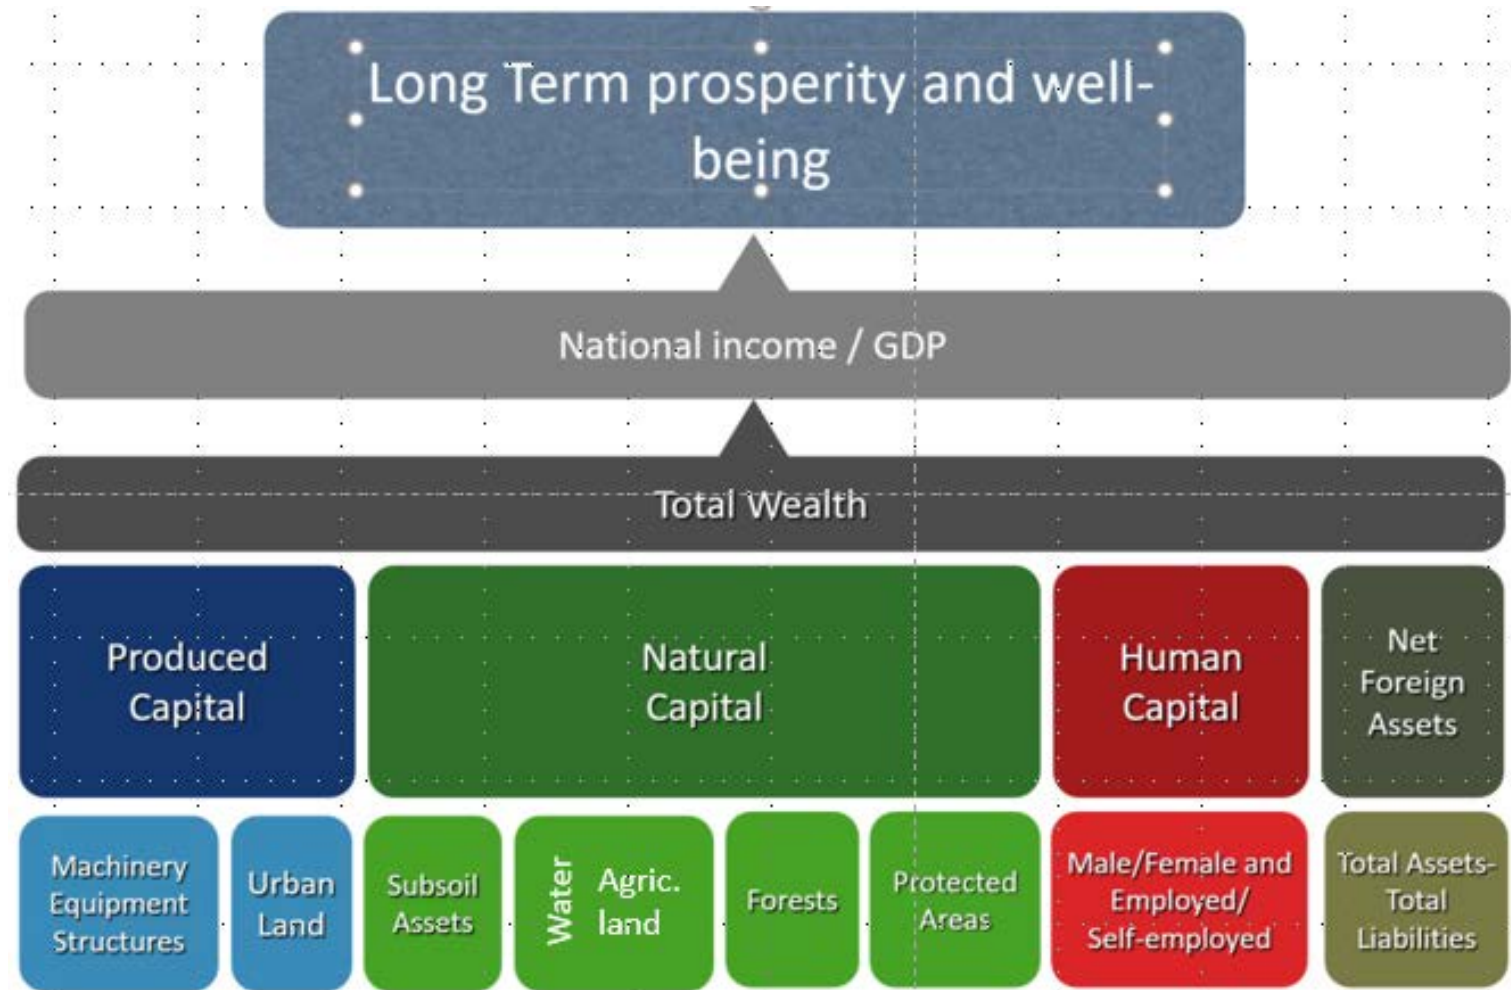 Long Term prosperity and well-
being
National income / GDP
Total Wealth
Produced
Capital
Natural
Capital
Human
Capital
Net
Foreign
Assets
Machinery
Equipment
Structures
Urban
Land
Subsoil
Assets
Water
Agric.
land
Forests
Protected
Areas
Male/Female and
Employed/
Self-employed
Total Assets-
Total
Liabilities